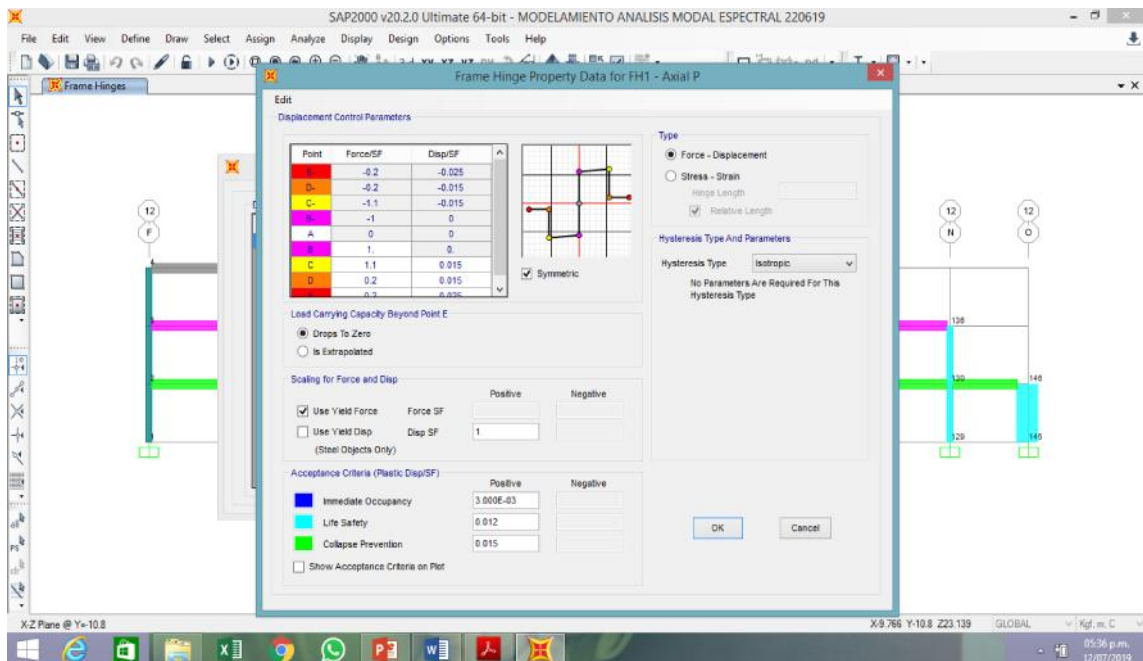 SAP2000 v20.2.0 Ultimate 64-bit - MODELAMIENTO ANALISIS MODAL ESPECTRAL 220619
File Edit View Define Draw Select Assign Analyze Display Design Options Tools Help
Frame Hinges
Frame Hinge Property Data for FH1 - Axial P
Edit
Displacement Control Parameters
Point Force/SF Disp/SF
E- -0.2 -0.025
D- -0.2 -0.015
C- -1.1 -0.015
B- -1 0
A 0 0
B 1. 0.
C 1.1 0.015
D 0.2 0.015
0.2 0.025
Symmetric
Load Carrying Capacity Beyond Point E
Drops To Zero
Is Extrapolated
Scaling for Force and Disp
Positive Negative
Use Yield Force Force SF
Use Yield Disp Disp SF 1.
(Steel Objects Only)
Acceptance Criteria (Plastic Disp/SF)
Positive Negative
Immediate Occupancy 3.000E-03
Life Safety 0.012
Collapse Prevention 0.015
Show Acceptance Criteria on Plot
Type
Force - Displacement
Stress - Strain
Hinge Length
Relative Length
Hysteresis Type And Parameters
Hysteresis Type Isotropic
No Parameters Are Required For This
Hysteresis Type
OK Cancel
12 12 12
F N O
136
130 146
129 145
X-Z Plane @ Y=-10.8 X-9.766 Y-10.8 Z23.139 GLOBAL Kgf, m, C
05:36 p.m.
12/07/2019